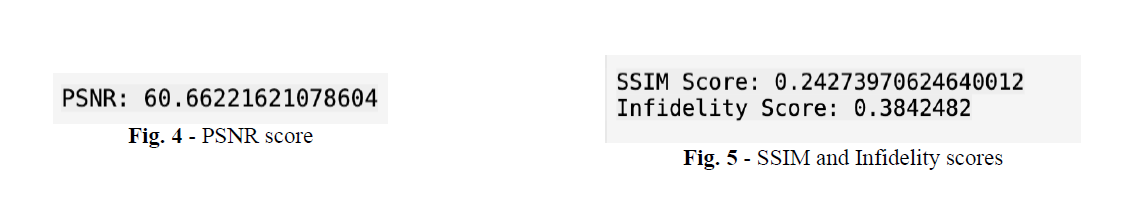 PSNR: 60.66221621078604
Fig. 4 - PSNR score
SSIM Score: 0.24273970624640012
Infidelity Score: 0.3842482
Fig. 5 - SSIM and Infidelity scores